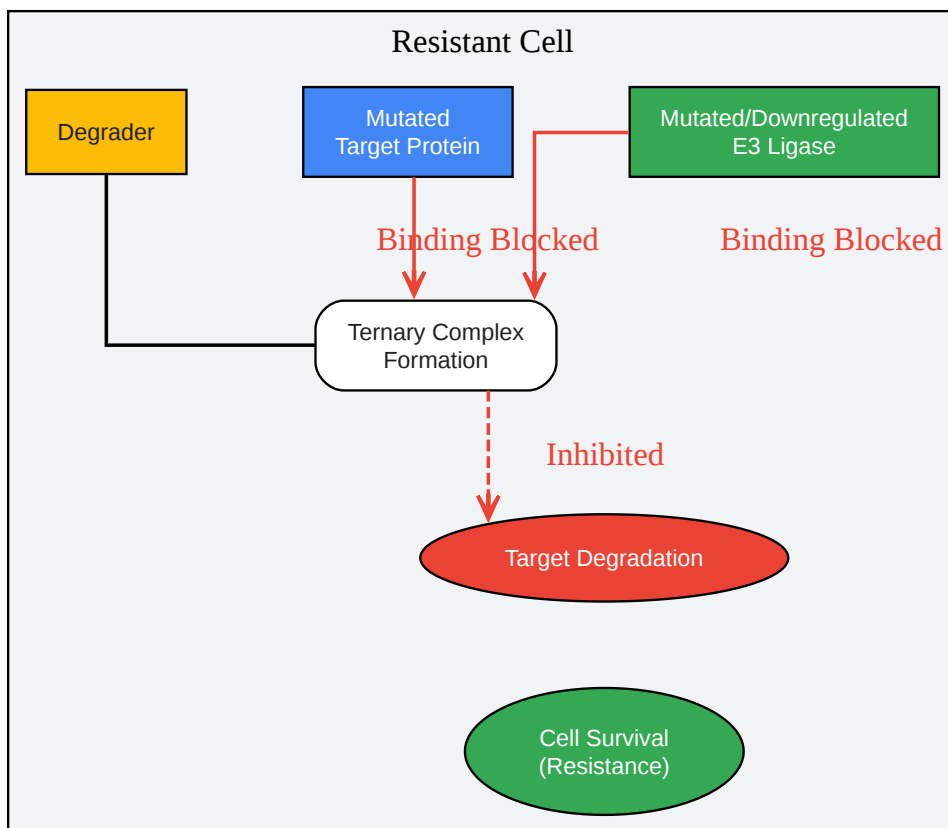 Resistant Cell
Degrader
Mutated
Target Protein
Mutated/Downregulated
E3 Ligase
Binding Blocked
Binding Blocked
Ternary Complex
Formation
Inhibited
Target Degradation
Cell Survival
(Resistance)